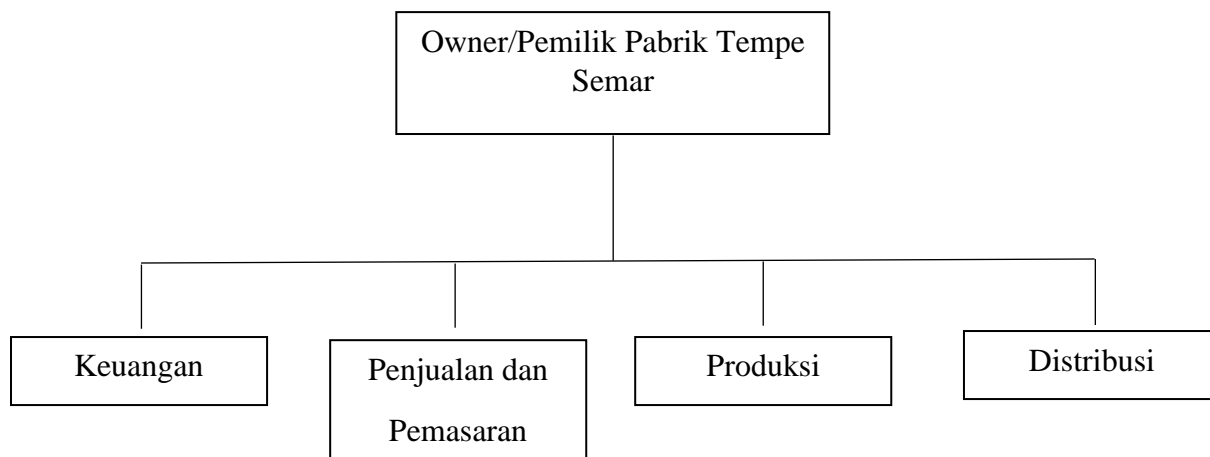 Owner/Pemilik Pabrik Tempe
Semar
Keuangan
Penjualan dan
Pemasaran
Produksi
Distribusi